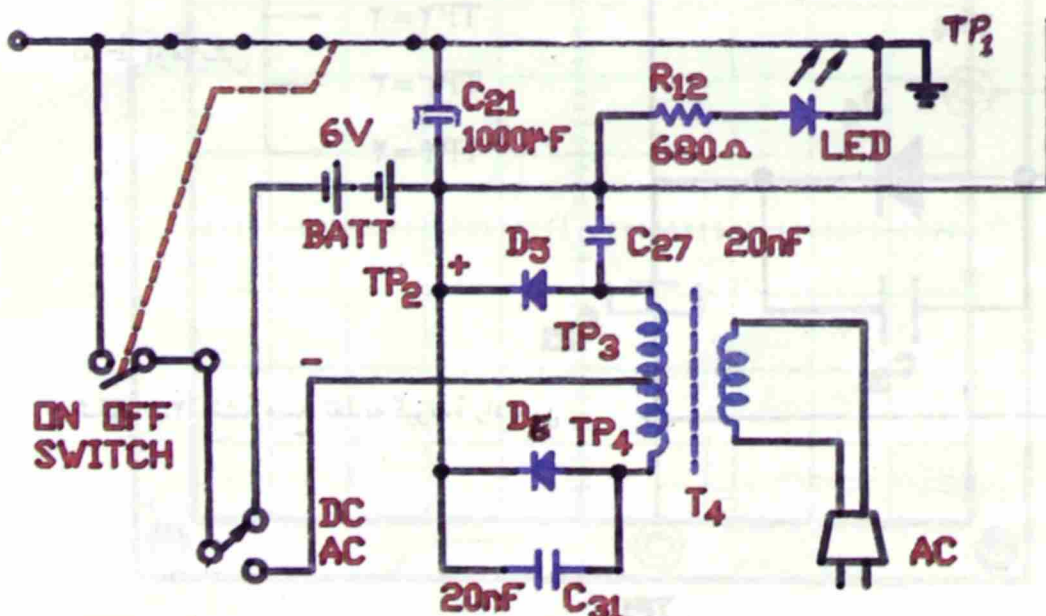 TP1
C21
1000µF
R12
680Ω
LED
6V
BATT
D5
C27 20nF
TP2
+
TP3
-
ON OFF
SWITCH
D6
TP4
DC
AC
T4
AC
20nF
C31